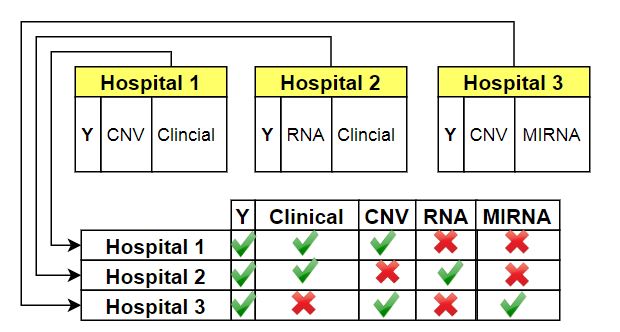 Hospital 1 Hospital 2 Hospital 3
Y CNV Clincial Y RNA Clincial Y CNV MIRNA
Y Clinical CNV RNA MIRNA
Hospital 1
Hospital 2
Hospital 3